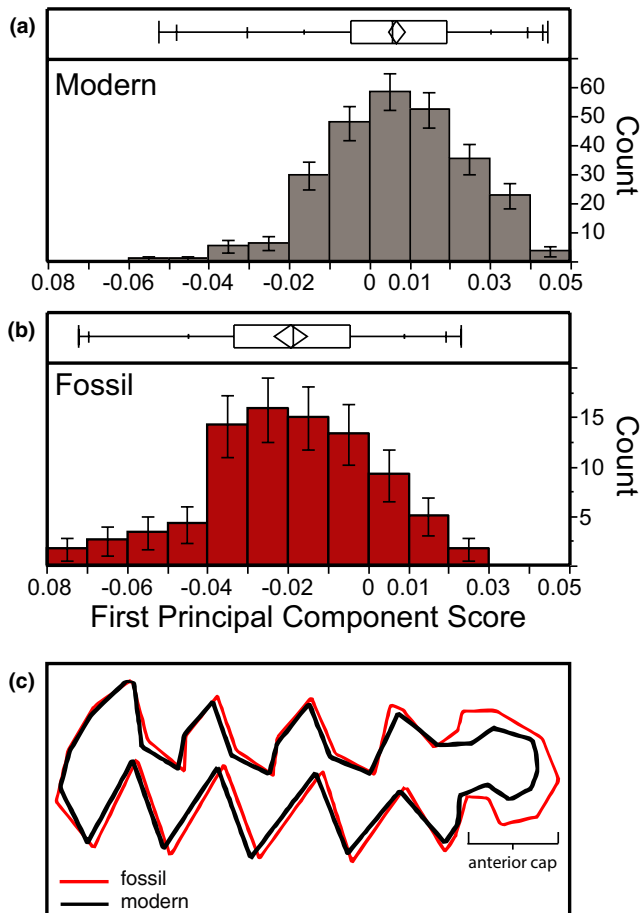 (a)
Modern
60
50
40
30
20
10
Count
0.08 -0.06 -0.04 -0.02 0 0.01 0.03 0.05
(b)
Fossil
15
10
5
Count
0.08 -0.06 -0.04 -0.02 0 0.01 0.03 0.05
First Principal Component Score
(c)
anterior cap
fossil
modern